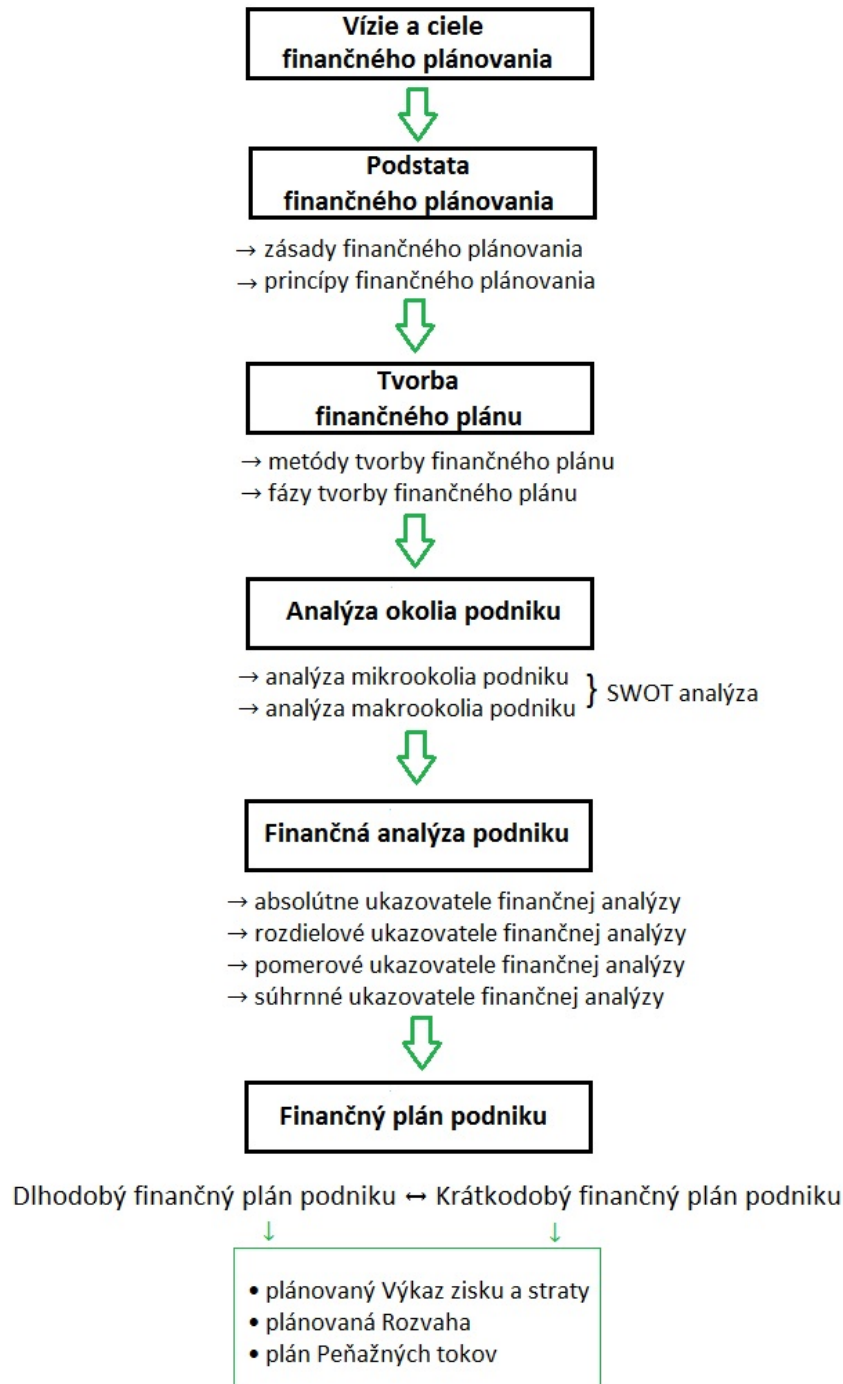 Vízie a ciele
finančného plánovania
Podstata
finančného plánovania
→ zásady finančného plánovania
→ princípy finančného plánovania
Tvorba
finančného plánu
→ metódy tvorby finančného plánu
→ fázy tvorby finančného plánu
Analýza okolia podniku
→ analýza mikrookolia podniku
→ analýza makrookolia podniku
} SWOT analýza
Finančná analýza podniku
→ absolútne ukazovatele finančnej analýzy
→ rozdielové ukazovatele finančnej analýzy
→ pomerové ukazovatele finančnej analýzy
→ súhrnné ukazovatele finančnej analýzy
Finančný plán podniku
Dlhodobý finančný plán podniku ↔ Krátkodobý finančný plán podniku
• plánovaný Výkaz zisku a straty
• plánovaná Rozvaha
• plán Peňažných tokov